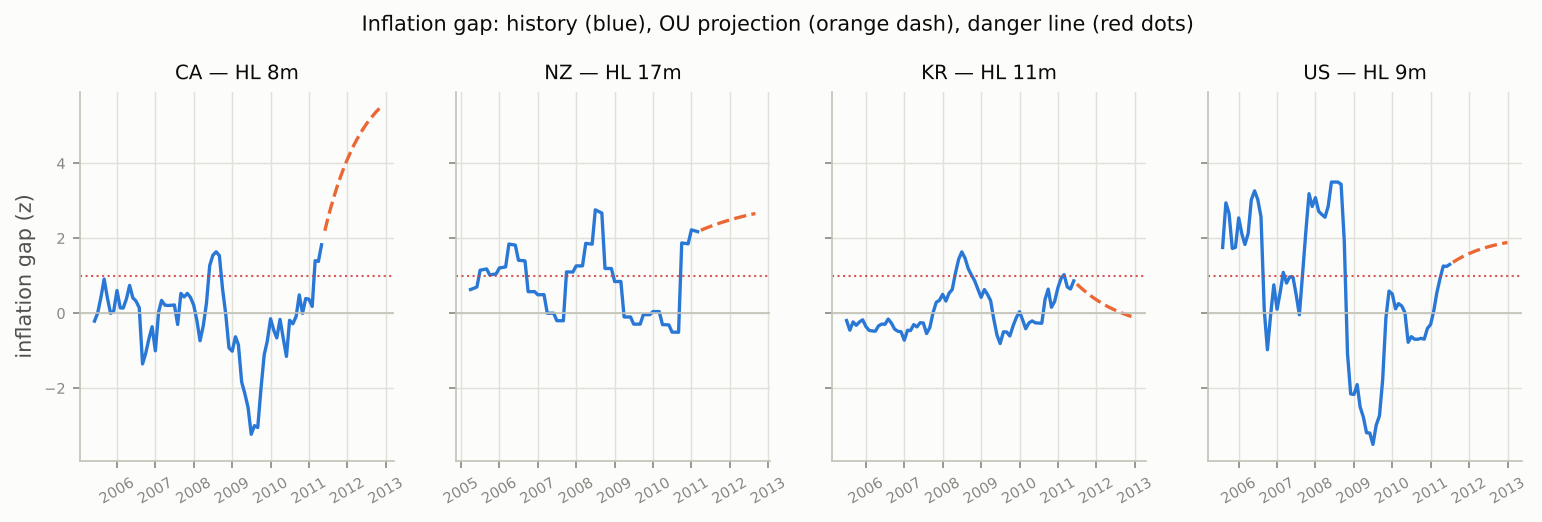 Inflation gap: history (blue), OU projection (orange dash), danger line (red dots)
CA — HL 8m
NZ — HL 17m
KR — HL 11m
US — HL 9m
inflation gap (z)
4
2
0
−2
2006 2007 2008 2009 2010 2011 2012 2013
2005 2006 2007 2008 2009 2010 2011 2012 2013
2006 2007 2008 2009 2010 2011 2012 2013
2006 2007 2008 2009 2010 2011 2012 2013